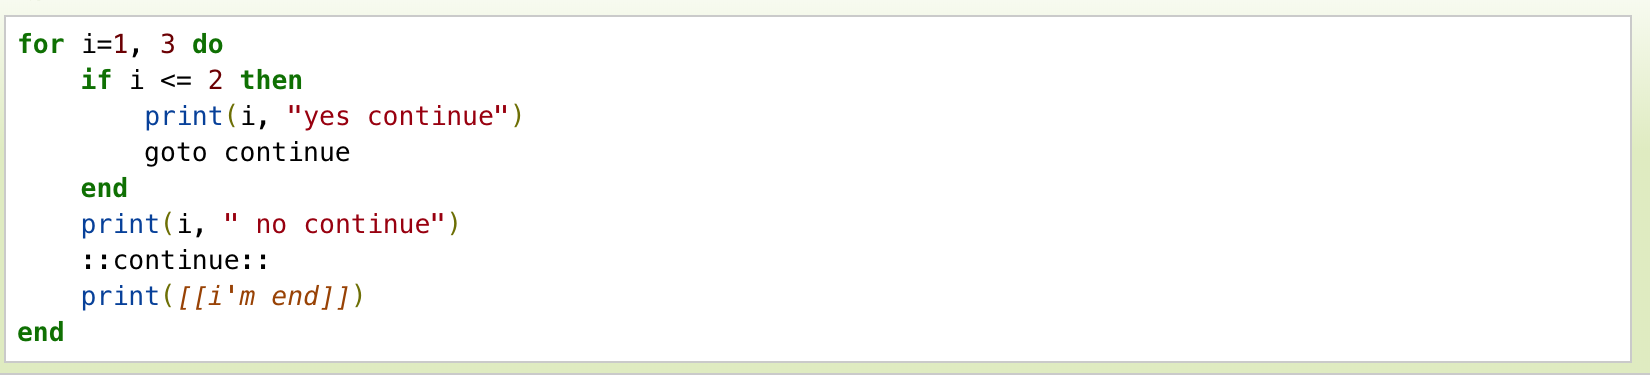 for i=1, 3 do
    if i <= 2 then
        print(i, "yes continue")
        goto continue
    end
    print(i, " no continue")
    ::continue::
    print([[i'm end]])
end